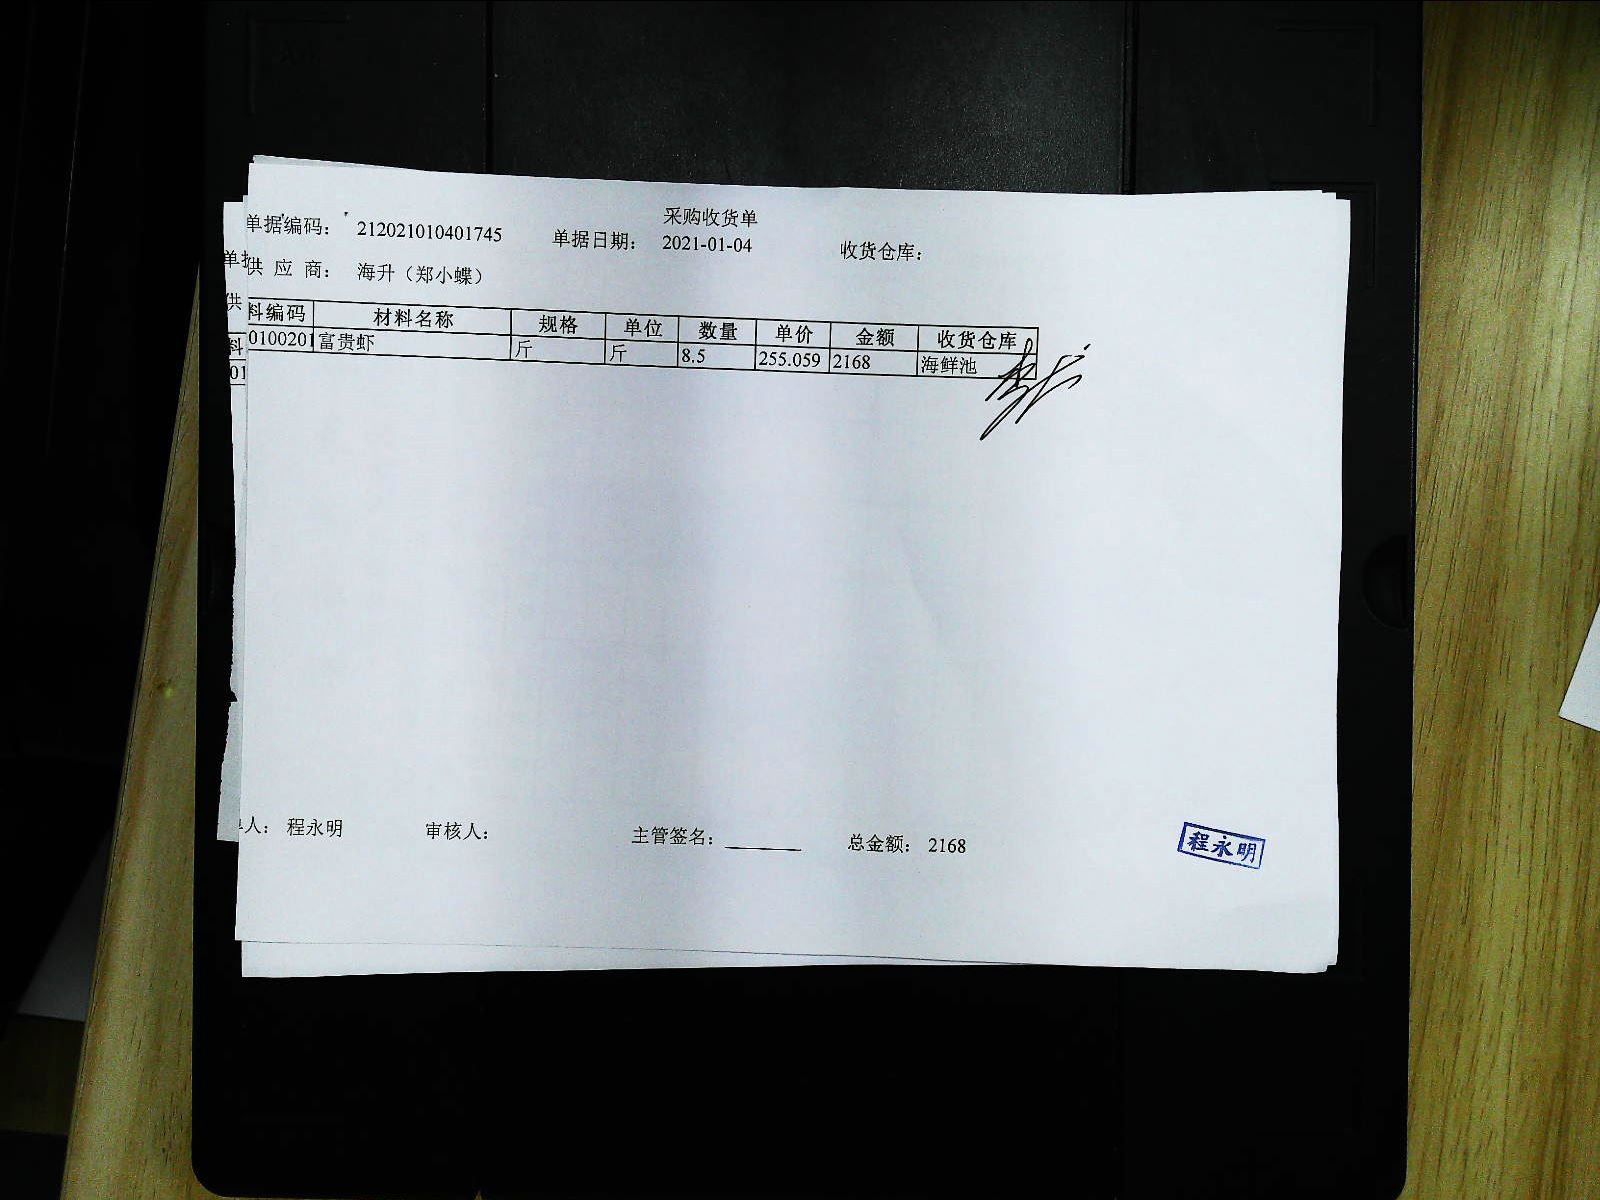 采购收货单
单据编码： 212021010401745 单据日期： 2021-01-04 收货仓库：
供 应 商： 海升（郑小蝶）
料编码 材料名称 规格 单位 数量 单价 金额 收货仓库
0100201 富贵虾 斤 斤 8.5 255.059 2168 海鲜池
人： 程永明 审核人： 主管签名： 总金额： 2168
程永明
单
供
料
01